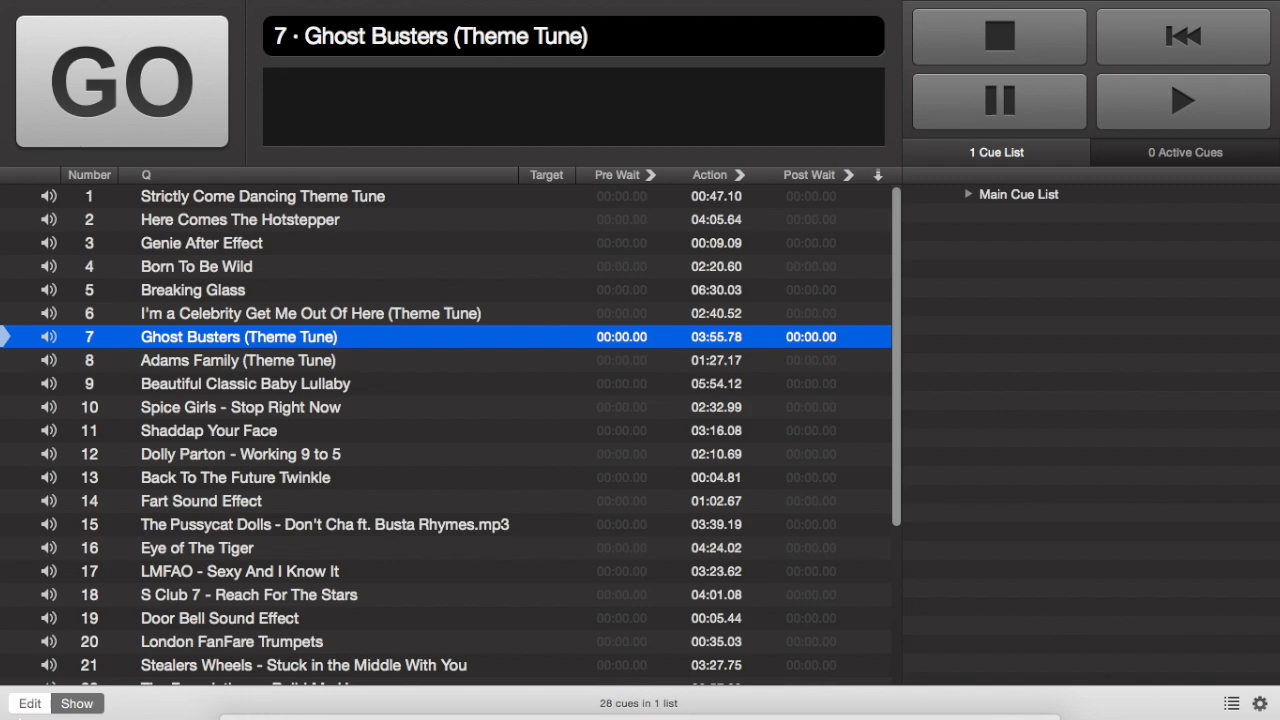 GO
7 · Ghost Busters (Theme Tune)
1 Cue List 0 Active Cues
Number Q Target Pre Wait Action Post Wait
Main Cue List
1 Strictly Come Dancing Theme Tune 00:00.00 00:47.10 00:00.00
2 Here Comes The Hotstepper 00:00.00 04:05.64 00:00.00
3 Genie After Effect 00:00.00 00:09.09 00:00.00
4 Born To Be Wild 00:00.00 02:20.60 00:00.00
5 Breaking Glass 00:00.00 06:30.03 00:00.00
6 I'm a Celebrity Get Me Out Of Here (Theme Tune) 00:00.00 02:40.52 00:00.00
7 Ghost Busters (Theme Tune) 00:00.00 03:55.78 00:00.00
8 Adams Family (Theme Tune) 00:00.00 01:27.17 00:00.00
9 Beautiful Classic Baby Lullaby 00:00.00 05:54.12 00:00.00
10 Spice Girls - Stop Right Now 00:00.00 02:32.99 00:00.00
11 Shaddap Your Face 00:00.00 03:16.08 00:00.00
12 Dolly Parton - Working 9 to 5 00:00.00 02:10.69 00:00.00
13 Back To The Future Twinkle 00:00.00 00:04.81 00:00.00
14 Fart Sound Effect 00:00.00 01:02.67 00:00.00
15 The Pussycat Dolls - Don't Cha ft. Busta Rhymes.mp3 00:00.00 03:39.19 00:00.00
16 Eye of The Tiger 00:00.00 04:24.02 00:00.00
17 LMFAO - Sexy And I Know It 00:00.00 03:23.62 00:00.00
18 S Club 7 - Reach For The Stars 00:00.00 04:01.08 00:00.00
19 Door Bell Sound Effect 00:00.00 00:05.44 00:00.00
20 London FanFare Trumpets 00:00.00 00:35.03 00:00.00
21 Stealers Wheels - Stuck in the Middle With You 00:00.00 03:27.75 00:00.00
Edit Show 28 cues in 1 list